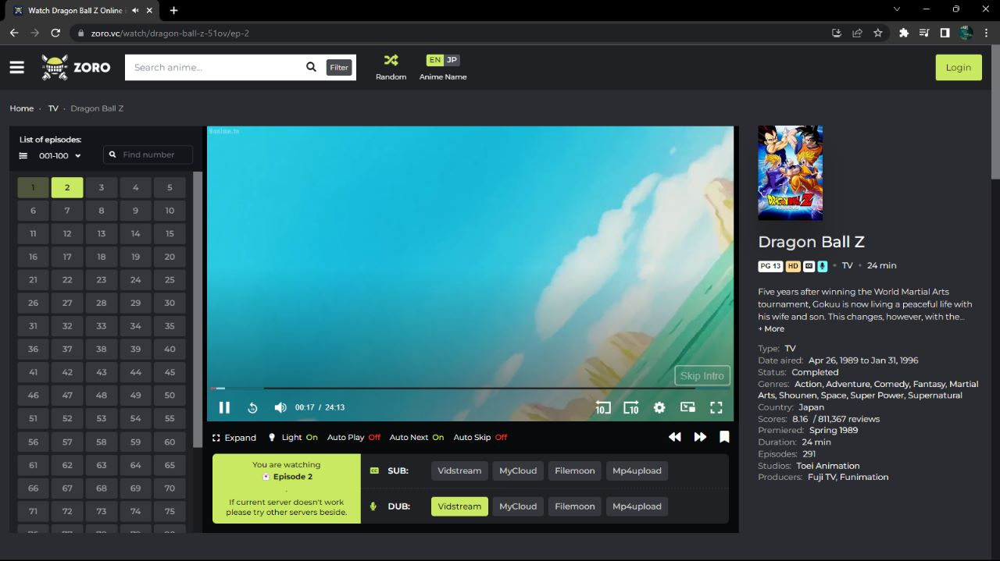 Watch Dragon Ball Z Online i
zoro.vc/watch/dragon-ball-z-51ov/ep-2
ZORO
Search anime...
Filter
Random
EN JP
Anime Name
Login
Home · TV · Dragon Ball Z
List of episodes:
001-100
Find number
1 2 3 4 5
6 7 8 9 10
11 12 13 14 15
16 17 18 19 20
21 22 23 24 25
26 27 28 29 30
31 32 33 34 35
36 37 38 39 40
41 42 43 44 45
46 47 48 49 50
51 52 53 54 55
56 57 58 59 60
61 62 63 64 65
66 67 68 69 70
71 72 73 74 75
Skip Intro
00:17 / 24:13
10 10
Expand Light On Auto Play Off Auto Next On Auto Skip Off
You are watching
Episode 2
.
If current server doesn't work
please try other servers beside.
SUB: Vidstream MyCloud Filemoon Mp4upload
DUB: Vidstream MyCloud Filemoon Mp4upload
DRAGON BALL Z
Dragon Ball Z
PG 13 HD CC • TV • 24 min
Five years after winning the World Martial Arts
tournament, Gokuu is now living a peaceful life with
his wife and son. This changes, however, with the...
+ More
Type: TV
Date aired: Apr 26, 1989 to Jan 31, 1996
Status: Completed
Genres: Action, Adventure, Comedy, Fantasy, Martial
Arts, Shounen, Space, Super Power, Supernatural
Country: Japan
Scores: 8.16 / 811,367 reviews
Premiered: Spring 1989
Duration: 24 min
Episodes: 291
Studios: Toei Animation
Producers: Fuji TV, Funimation